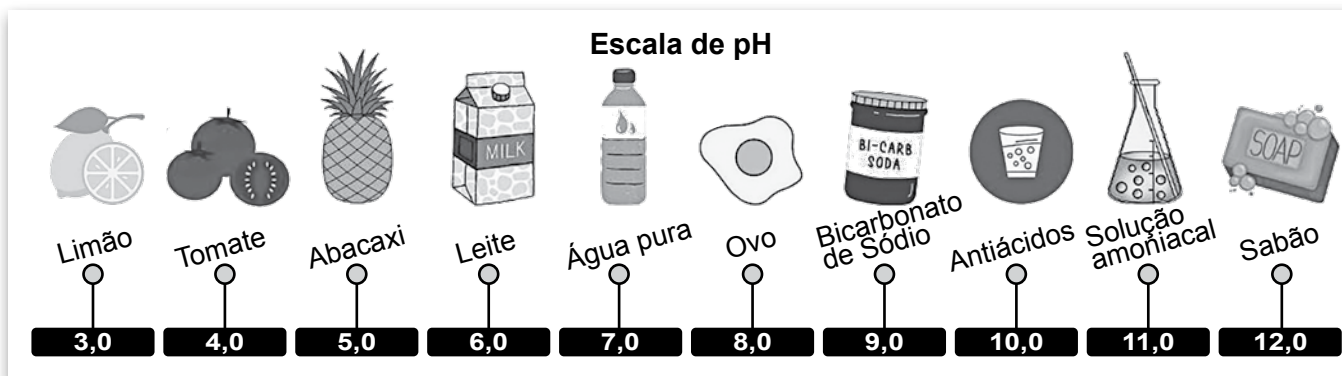 Escala de pH
MILK
BI-CARB
SODA
SOAP
Limão
Tomate
Abacaxi
Leite
Água pura
Ovo
Bicarbonato
de Sódio
Antiácidos
Solução
amoniacal
Sabão
3,0
4,0
5,0
6,0
7,0
8,0
9,0
10,0
11,0
12,0